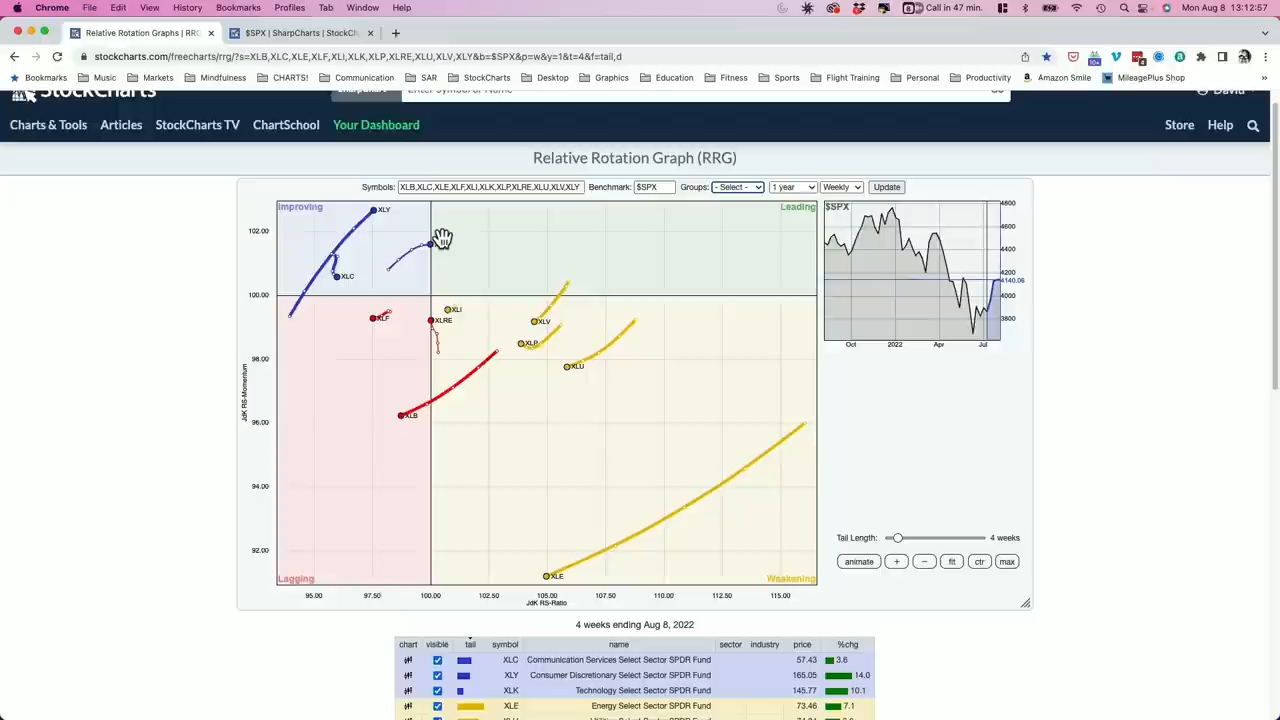 Chrome File Edit View History Bookmarks Profiles Tab Window Help Call in 47 min. Mon Aug 8 13:12:57
Relative Rotation Graphs | RRG $SPX | SharpCharts | StockCh
stockcharts.com/freecharts/rrg/?s=XLB,XLC,XLE,XLF,XLI,XLK,XLP,XLRE,XLU,XLV,XLY&b=$SPX&p=w&y=1&t=4&f=tail,d
Bookmarks Music Markets Mindfulness CHARTS! Communication SAR StockCharts Desktop Graphics Education Fitness Sports Flight Training Personal Productivity Amazon Smile MileagePlus Shop »
StockCharts SharpChart Enter Symbol or Name Go David
Charts & Tools Articles StockCharts TV ChartSchool Your Dashboard Store Help
Relative Rotation Graph (RRG)
Symbols: XLB,XLC,XLE,XLF,XLI,XLK,XLP,XLRE,XLU,XLV,XLY Benchmark: $SPX Groups: - Select - 1 year Weekly Update
Improving Leading $SPX 4800
XLY
102.00 4600
4400
XLC 4200
4140.06
100.00 4000
XLI
XLF XLRE XLV 3800
XLP
98.00 Oct 2022 Apr Jul
XLU
JdK RS-Momentum
XLB
96.00
94.00
Tail Length: 4 weeks
92.00 animate + − fit ctr max
XLE
Lagging Weakening
95.00 97.50 100.00 102.50 105.00 107.50 110.00 112.50 115.00
JdK RS-Ratio
4 weeks ending Aug 8, 2022
chart visible tail symbol name sector industry price %chg
XLC Communication Services Select Sector SPDR Fund 57.43 3.6
XLY Consumer Discretionary Select Sector SPDR Fund 165.05 14.0
XLK Technology Select Sector SPDR Fund 145.77 10.1
XLE Energy Select Sector SPDR Fund 73.46 7.1